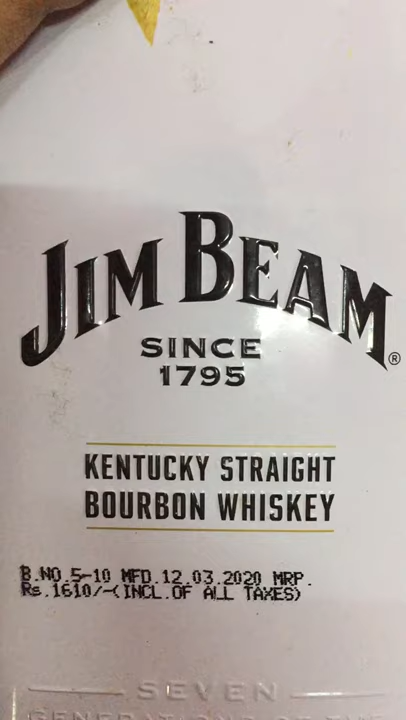 JIM BEAM®
SINCE
1795
KENTUCKY STRAIGHT
BOURBON WHISKEY
B.NO.5-10 MFD.12.03.2020 MRP.
Rs.1610/-(INCL.OF ALL TAXES)
SEVEN